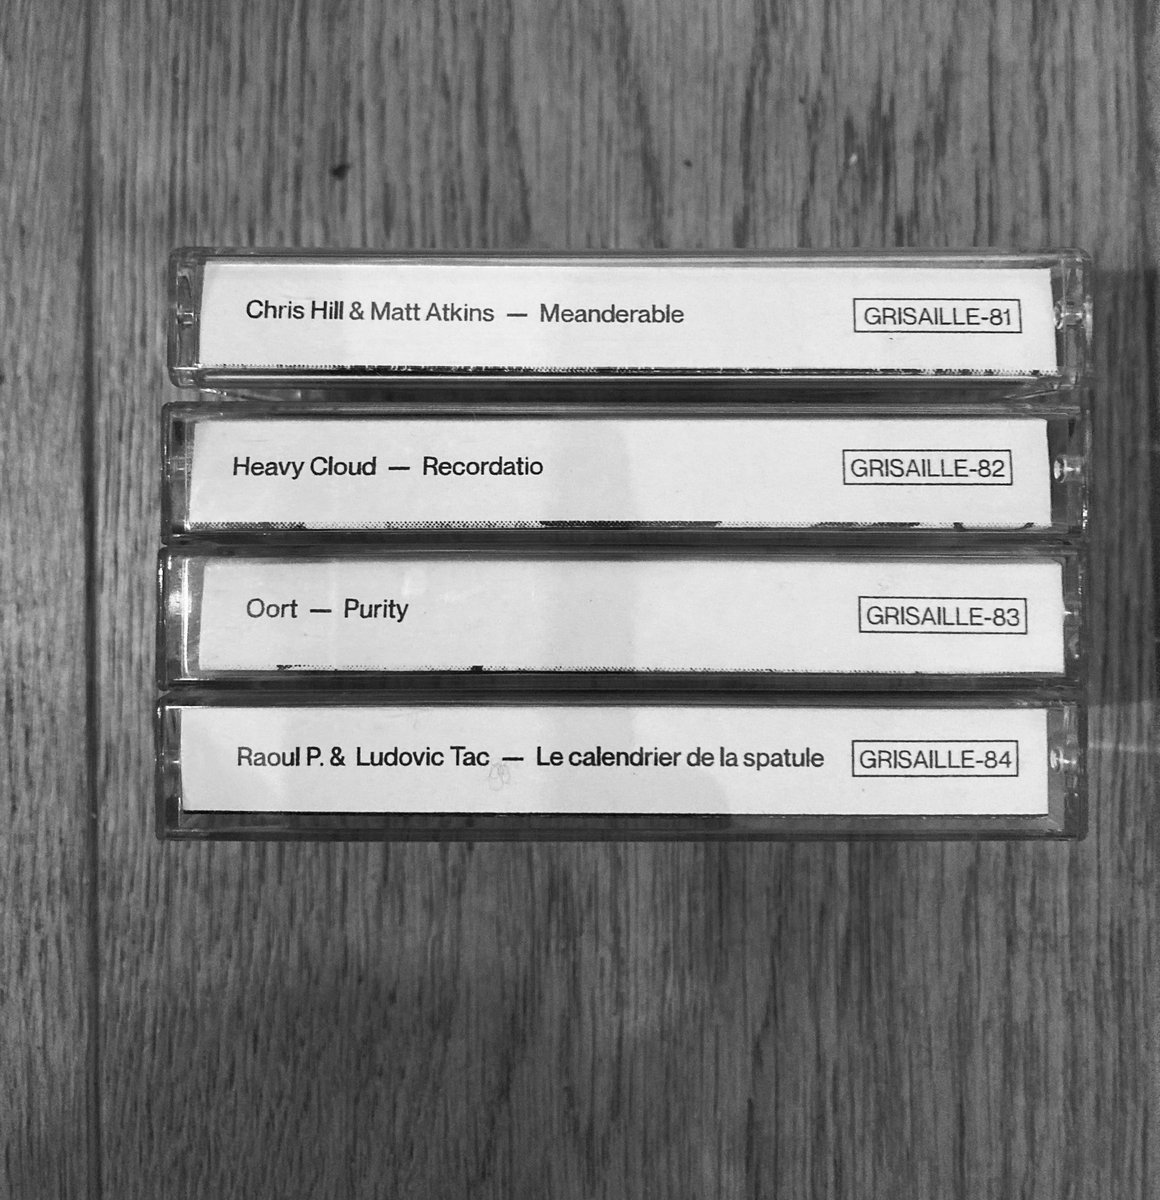 Chris Hill & Matt Atkins — Meanderable GRISAILLE-81
Heavy Cloud — Recordatio GRISAILLE-82
Oort — Purity GRISAILLE-83
Raoul P. & Ludovic Tac — Le calendrier de la spatule GRISAILLE-84